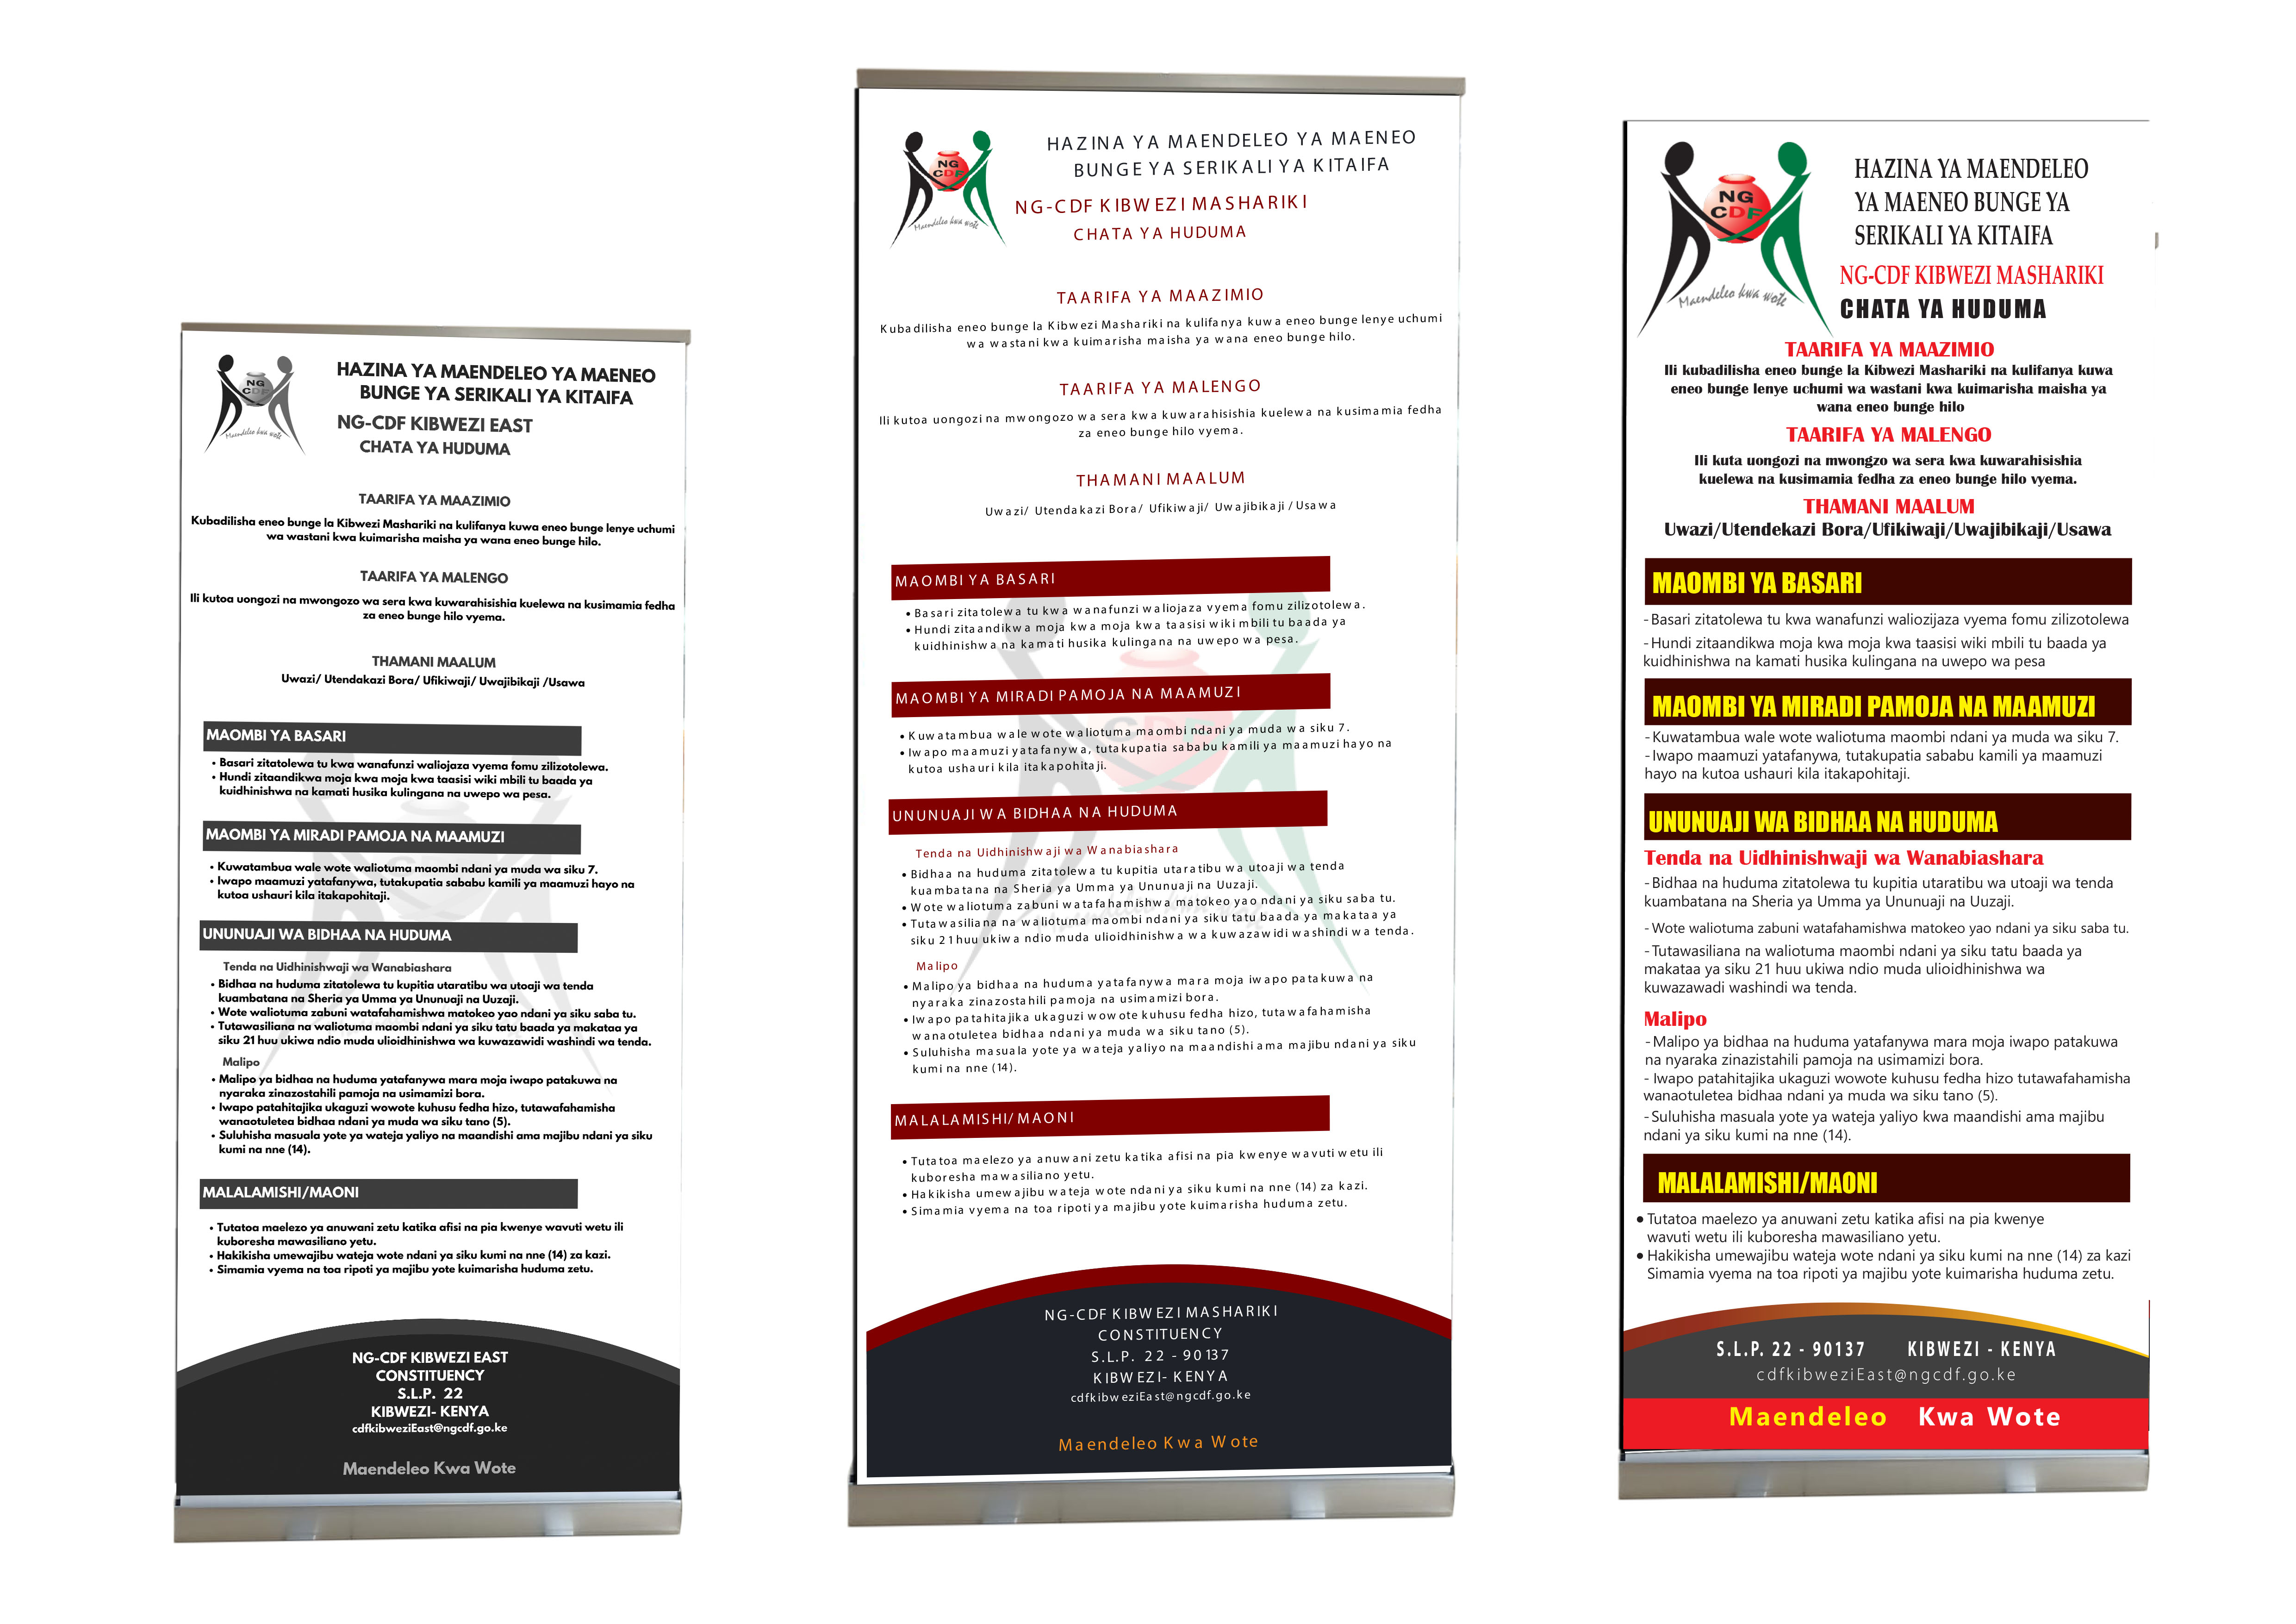 NG
CDF
Maendeleo kwa wote
HAZINA YA MAENDELEO YA MAENEO
BUNGE YA SERIKALI YA KITAIFA
NG-CDF KIBWEZI EAST
CHATA YA HUDUMA
TAARIFA YA MAAZIMIO
Kubadilisha eneo bunge la Kibwezi Mashariki na kulifanya kuwa eneo bunge lenye uchumi
wa wastani kwa kuimarisha maisha ya wana eneo bunge hilo.
TAARIFA YA MALENGO
Ili kutoa uongozi na mwongozo wa sera kwa kuwarahisishia kuelewa na kusimamia fedha
za eneo bunge hilo vyema.
THAMANI MAALUM
Uwazi/ Utendakazi Bora/ Ufikiwaji/ Uwajibikaji /Usawa
MAOMBI YA BASARI
• Basari zitatolewa tu kwa wanafunzi waliojaza vyema fomu zilizotolewa.
• Hundi zitaandikwa moja kwa moja kwa taasisi wiki mbili tu baada ya
kuidhinishwa na kamati husika kulingana na uwepo wa pesa.
MAOMBI YA MIRADI PAMOJA NA MAAMUZI
• Kuwatambua wale wote waliotuma maombi ndani ya muda wa siku 7.
• Iwapo maamuzi yatafanywa, tutakupatia sababu kamili ya maamuzi hayo na
kutoa ushauri kila itakapohitaji.
UNUNUAJI WA BIDHAA NA HUDUMA
Tenda na Uidhinishwaji wa Wanabiashara
• Bidhaa na huduma zitatolewa tu kupitia utaratibu wa utoaji wa tenda
kuambatana na Sheria ya Umma ya Ununuaji na Uuzaji.
• Wote waliotuma zabuni watafahamishwa matokeo yao ndani ya siku saba tu.
• Tutawasiliana na waliotuma maombi ndani ya siku tatu baada ya makataa ya
siku 21 huu ukiwa ndio muda ulioidhinishwa wa kuwazawidi washindi wa tenda.
Malipo
• Malipo ya bidhaa na huduma yatafanywa mara moja iwapo patakuwa na
nyaraka zinazostahili pamoja na usimamizi bora.
• Iwapo patahitajika ukaguzi wowote kuhusu fedha hizo, tutawafahamisha
wanaotuletea bidhaa ndani ya muda wa siku tano (5).
• Suluhisha masuala yote ya wateja yaliyo na maandishi ama majibu ndani ya siku
kumi na nne (14).
MALALAMISHI/MAONI
• Tutatoa maelezo ya anuwani zetu katika afisi na pia kwenye wavuti wetu ili
kuboresha mawasiliano yetu.
• Hakikisha umewajibu wateja wote ndani ya siku kumi na nne (14) za kazi.
• Simamia vyema na toa ripoti ya majibu yote kuimarisha huduma zetu.
NG-CDF KIBWEZI EAST
CONSTITUENCY
S.L.P. 22
KIBWEZI- KENYA
cdfkibweziEast@ngcdf.go.ke
Maendeleo Kwa Wote
NG
CDF
Maendeleo kwa wote
HAZINA YA MAENDELEO YA MAENEO
BUNGE YA SERIKALI YA KITAIFA
NG-CDF KIBWEZI MASHARIKI
CHATA YA HUDUMA
TAARIFA YA MAAZIMIO
Kubadilisha eneo bunge la Kibwezi Mashariki na kulifanya kuwa eneo bunge lenye uchumi
wa wastani kwa kuimarisha maisha ya wana eneo bunge hilo.
TAARIFA YA MALENGO
Ili kutoa uongozi na mwongozo wa sera kwa kuwarahisishia kuelewa na kusimamia fedha
za eneo bunge hilo vyema.
THAMANI MAALUM
Uwazi/ Utendakazi Bora/ Ufikiwaji/ Uwajibikaji /Usawa
MAOMBI YA BASARI
• Basari zitatolewa tu kwa wanafunzi waliojaza vyema fomu zilizotolewa.
• Hundi zitaandikwa moja kwa moja kwa taasisi wiki mbili tu baada ya
kuidhinishwa na kamati husika kulingana na uwepo wa pesa.
MAOMBI YA MIRADI PAMOJA NA MAAMUZI
• Kuwatambua wale wote waliotuma maombi ndani ya muda wa siku 7.
• Iwapo maamuzi yatafanywa, tutakupatia sababu kamili ya maamuzi hayo na
kutoa ushauri kila itakapohitaji.
UNUNUAJI WA BIDHAA NA HUDUMA
Tenda na Uidhinishwaji wa Wanabiashara
• Bidhaa na huduma zitatolewa tu kupitia utaratibu wa utoaji wa tenda
kuambatana na Sheria ya Umma ya Ununuaji na Uuzaji.
• Wote waliotuma zabuni watafahamishwa matokeo yao ndani ya siku saba tu.
• Tutawasiliana na waliotuma maombi ndani ya siku tatu baada ya makataa ya
siku 21 huu ukiwa ndio muda ulioidhinishwa wa kuwazawidi washindi wa tenda.
Malipo
• Malipo ya bidhaa na huduma yatafanywa mara moja iwapo patakuwa na
nyaraka zinazostahili pamoja na usimamizi bora.
• Iwapo patahitajika ukaguzi wowote kuhusu fedha hizo, tutawafahamisha
wanaotuletea bidhaa ndani ya muda wa siku tano (5).
• Suluhisha masuala yote ya wateja yaliyo na maandishi ama majibu ndani ya siku
kumi na nne (14).
MALALAMISHI/MAONI
• Tutatoa maelezo ya anuwani zetu katika afisi na pia kwenye wavuti wetu ili
kuboresha mawasiliano yetu.
• Hakikisha umewajibu wateja wote ndani ya siku kumi na nne (14) za kazi.
• Simamia vyema na toa ripoti ya majibu yote kuimarisha huduma zetu.
NG-CDF KIBWEZI MASHARIKI
CONSTITUENCY
S.L.P. 22 - 90137
KIBWEZI- KENYA
cdfkibweziEast@ngcdf.go.ke
Maendeleo Kwa Wote
NG
CDF
Maendeleo kwa wote
HAZINA YA MAENDELEO
YA MAENEO BUNGE YA
SERIKALI YA KITAIFA
NG-CDF KIBWEZI MASHARIKI
CHATA YA HUDUMA
TAARIFA YA MAAZIMIO
Ili kubadilisha eneo bunge la Kibwezi Mashariki na kulifanya kuwa
eneo bunge lenye uchumi wa wastani kwa kuimarisha maisha ya
wana eneo bunge hilo
TAARIFA YA MALENGO
Ili kuta uongozi na mwongzo wa sera kwa kuwarahisishia
kuelewa na kusimamia fedha za eneo bunge hilo vyema.
THAMANI MAALUM
Uwazi/Utendekazi Bora/Ufikiwaji/Uwajibikaji/Usawa
MAOMBI YA BASARI
- Basari zitatolewa tu kwa wanafunzi waliozijaza vyema fomu zilizotolewa
- Hundi zitaandikwa moja kwa moja kwa taasisi wiki mbili tu baada ya
kuidhinishwa na kamati husika kulingana na uwepo wa pesa
MAOMBI YA MIRADI PAMOJA NA MAAMUZI
- Kuwatambua wale wote waliotuma maombi ndani ya muda wa siku 7.
- Iwapo maamuzi yatafanywa, tutakupatia sababu kamili ya maamuzi
hayo na kutoa ushauri kila itakapohitaji.
UNUNUAJI WA BIDHAA NA HUDUMA
Tenda na Uidhinishwaji wa Wanabiashara
- Bidhaa na huduma zitatolewa tu kupitia utaratibu wa utoaji wa tenda
kuambatana na Sheria ya Umma ya Ununuaji na Uuzaji.
- Wote waliotuma zabuni watafahamishwa matokeo yao ndani ya siku saba tu.
- Tutawasiliana na waliotuma maombi ndani ya siku tatu baada ya
makataa ya siku 21 huu ukiwa ndio muda ulioidhinishwa wa
kuwazawadi washindi wa tenda.
Malipo
- Malipo ya bidhaa na huduma yatafanywa mara moja iwapo patakuwa
na nyaraka zinazistahili pamoja na usimamizi bora.
- Iwapo patahitajika ukaguzi wowote kuhusu fedha hizo tutawafahamisha
wanaotuletea bidhaa ndani ya muda wa siku tano (5).
- Suluhisha masuala yote ya wateja yaliyo kwa maandishi ama majibu
ndani ya siku kumi na nne (14).
MALALAMISHI/MAONI
• Tutatoa maelezo ya anuwani zetu katika afisi na pia kwenye
wavuti wetu ili kuboresha mawasiliano yetu.
• Hakikisha umewajibu wateja wote ndani ya siku kumi na nne (14) za kazi
Simamia vyema na toa ripoti ya majibu yote kuimarisha huduma zetu.
S.L.P. 22 - 90137 KIBWEZI - KENYA
cdfkibweziEast@ngcdf.go.ke
Maendeleo Kwa Wote